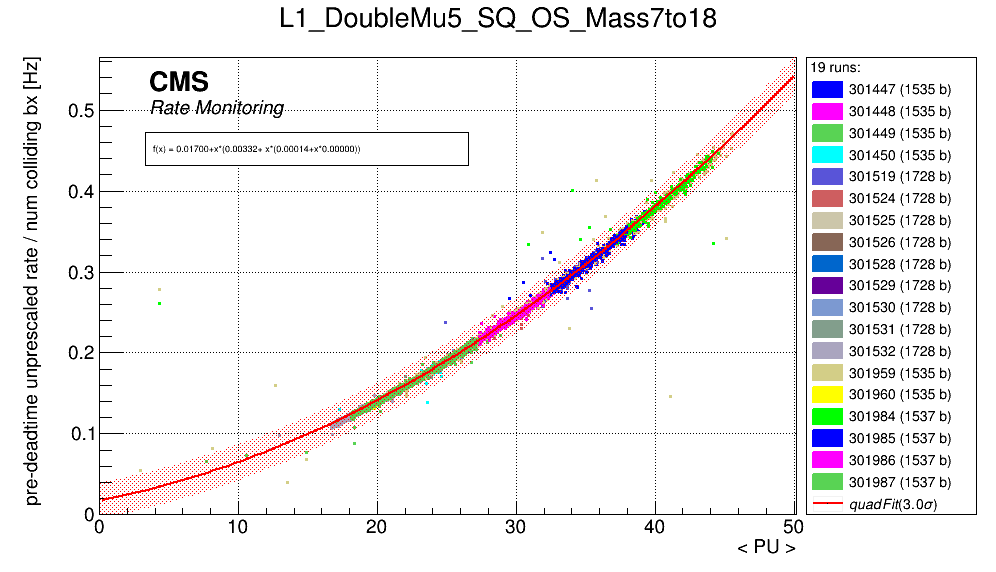 L1_DoubleMu5_SQ_OS_Mass7to18
pre-deadtime unprescaled rate / num colliding bx [Hz]
CMS
Rate Monitoring
f(x) = 0.01700+x*(0.00332+ x*(0.00014+x*0.00000))
0.5
0.4
0.3
0.2
0.1
0
0 10 20 30 40 50
< PU >
19 runs:
301447 (1535 b)
301448 (1535 b)
301449 (1535 b)
301450 (1535 b)
301519 (1728 b)
301524 (1728 b)
301525 (1728 b)
301526 (1728 b)
301528 (1728 b)
301529 (1728 b)
301530 (1728 b)
301531 (1728 b)
301532 (1728 b)
301959 (1535 b)
301960 (1535 b)
301984 (1537 b)
301985 (1537 b)
301986 (1537 b)
301987 (1537 b)
quadFit(3.0σ)